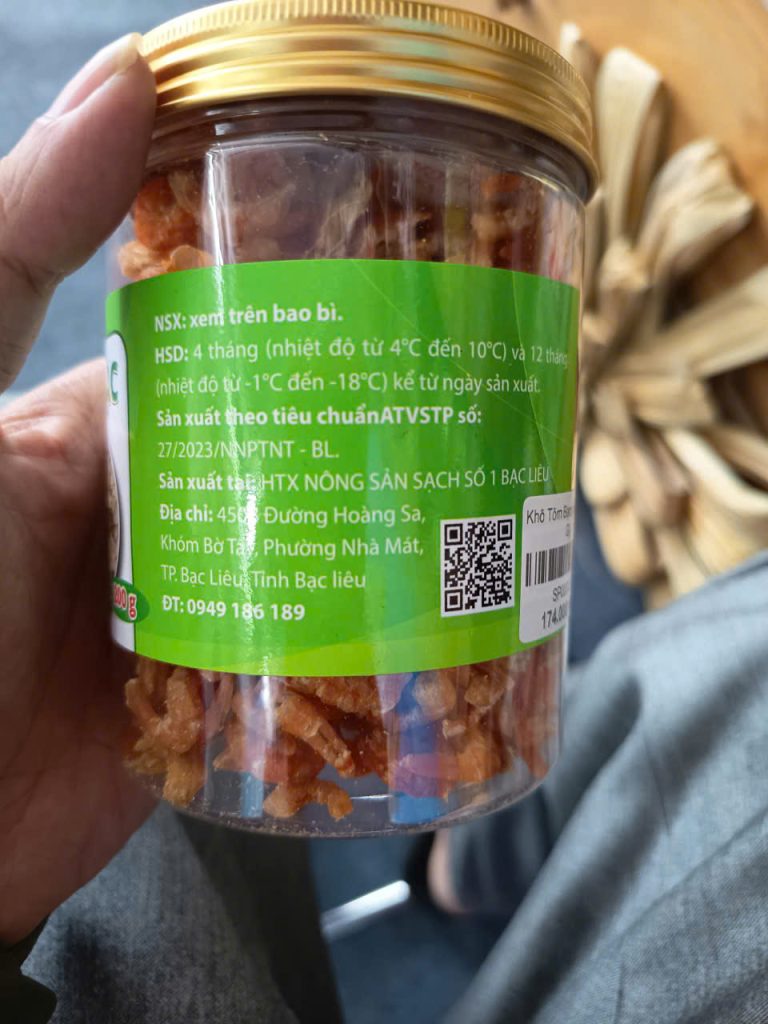 NSX: xem trên bao bì.
HSD: 4 tháng (nhiệt độ từ 4°C đến 10°C) và 12 tháng
(nhiệt độ từ -1°C đến -18°C) kể từ ngày sản xuất.
Sản xuất theo tiêu chuẩnATVSTP số:
27/2023/NNPTNT - BL.
Sản xuất tại: HTX NÔNG SẢN SẠCH SỐ 1 BẠC LIÊU
Địa chỉ: Đường Hoàng Sa,
Khóm Bờ Tây, Phường Nhà Mát,
TP. Bạc Liêu, Tỉnh Bạc liêu
ĐT: 0949 186 189
Khô Tôm